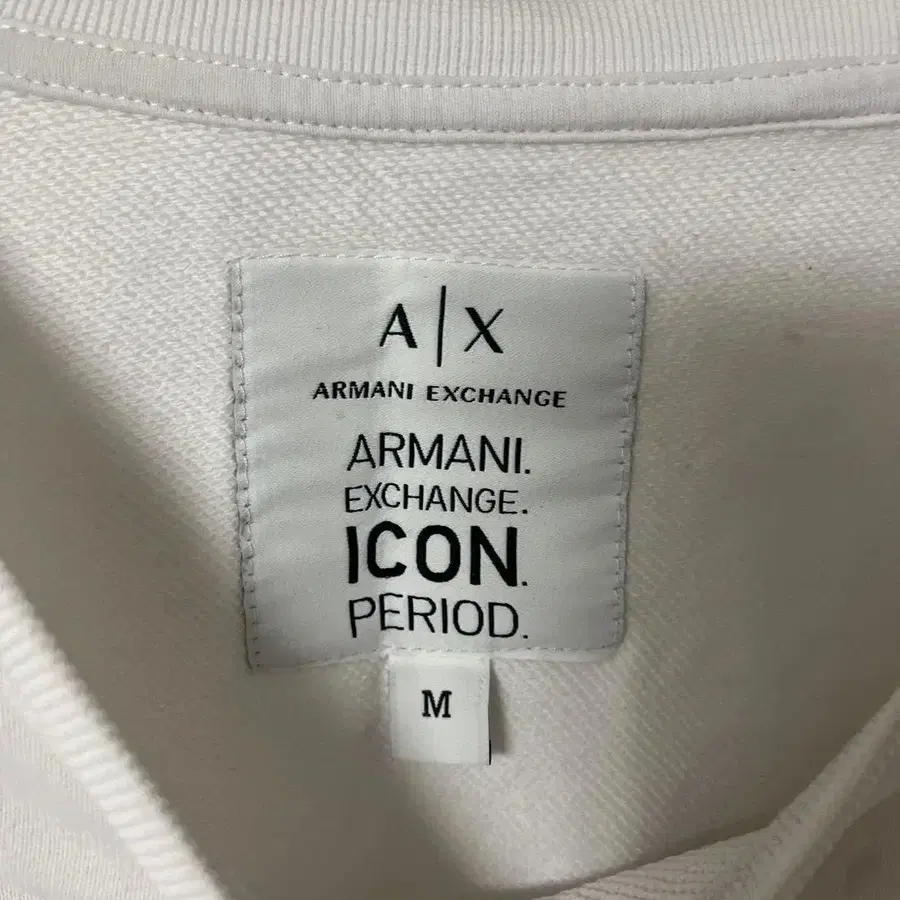 A|X
ARMANI EXCHANGE
ARMANI.
EXCHANGE.
ICON.
PERIOD.
M